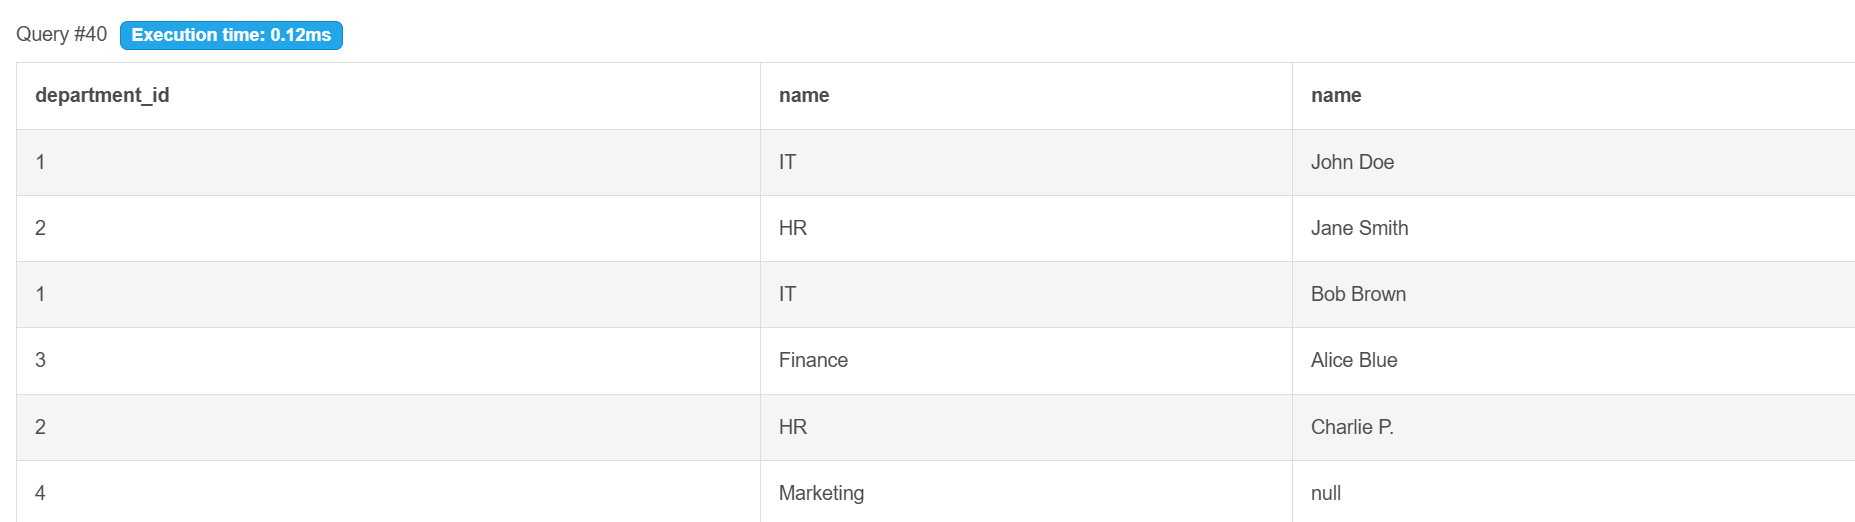 Query #40 Execution time: 0.12ms
department_id name name
1 IT John Doe
2 HR Jane Smith
1 IT Bob Brown
3 Finance Alice Blue
2 HR Charlie P.
4 Marketing null